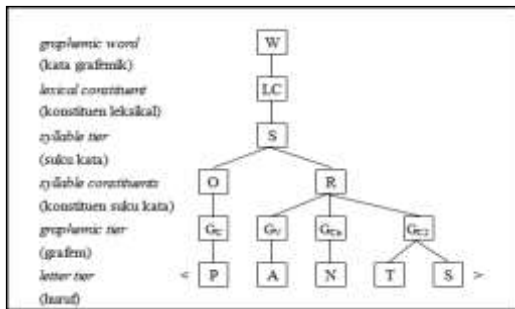 graphemic word W
(kata grafemik)
lexical constituent LC
(konstituen leksikal)
syllable tier S
(suku kata)
syllable constituents O R
(konstituen suku kata)
graphemic tier G G G G
(grafem)
letter tier < P A N T S >
(huruf)